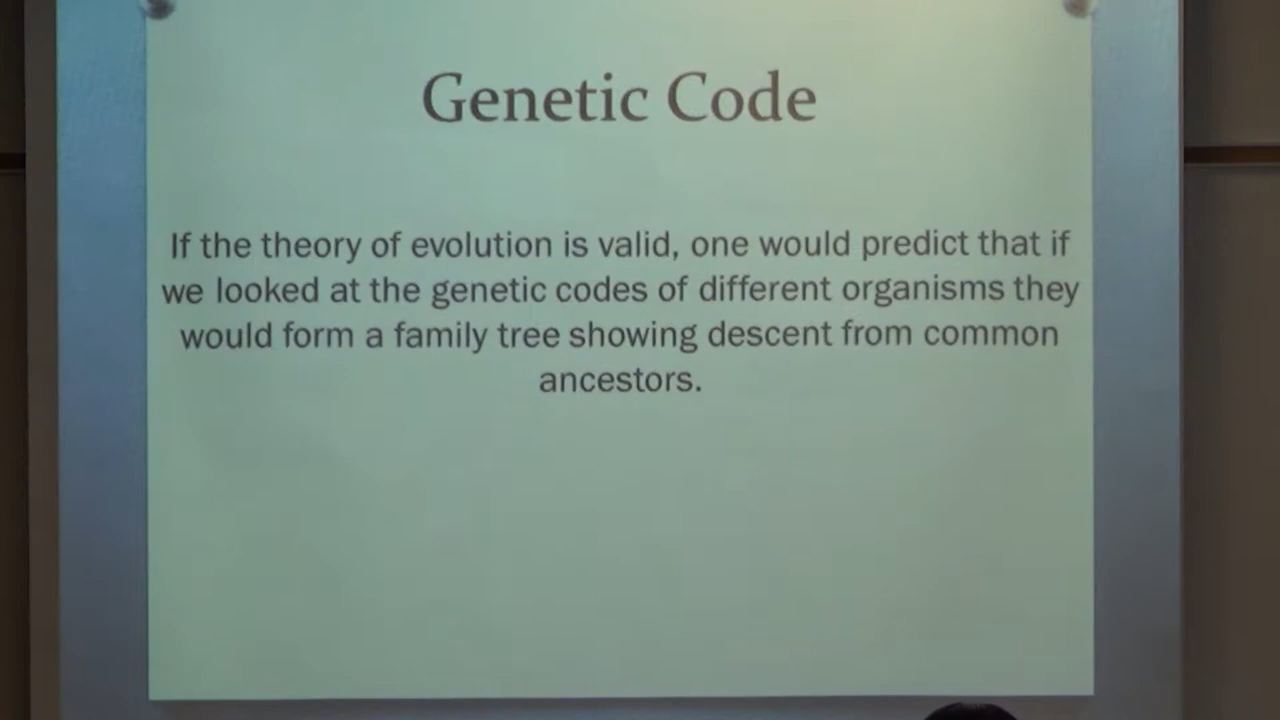 Genetic Code
If the theory of evolution is valid, one would predict that if
we looked at the genetic codes of different organisms they
would form a family tree showing descent from common
ancestors.